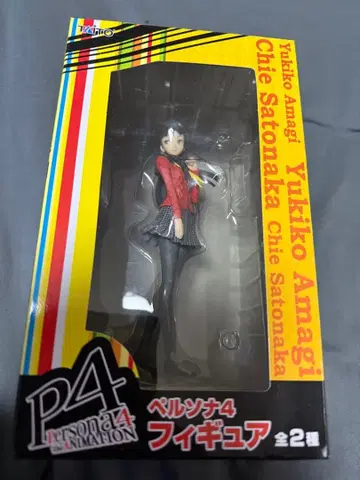 TAITO
Yukiko Amagi
Yukiko Amagi
Chie Satonaka
Chie Satonaka
P4
Persona4
the ANIMATION
ペルソナ4
フィギュア
全2種